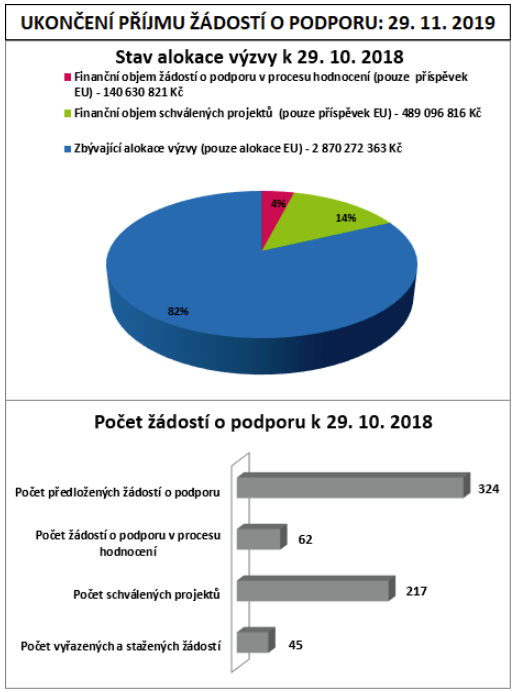 UKONČENÍ PŘÍJMU ŽÁDOSTÍ O PODPORU: 29. 11. 2019
Stav alokace výzvy k 29. 10. 2018
Finanční objem žádostí o podporu v procesu hodnocení (pouze příspěvek
EU) - 140 630 821 Kč
Finanční objem schválených projektů (pouze příspěvek EU) - 489 096 816 Kč
Zbývající alokace výzvy (pouze alokace EU) - 2 870 272 363 Kč
4%
14%
82%
Počet žádostí o podporu k 29. 10. 2018
Počet předložených žádostí o podporu 324
Počet žádostí o podporu v procesu
hodnocení 62
Počet schválených projektů 217
Počet vyřazených a stažených žádostí 45